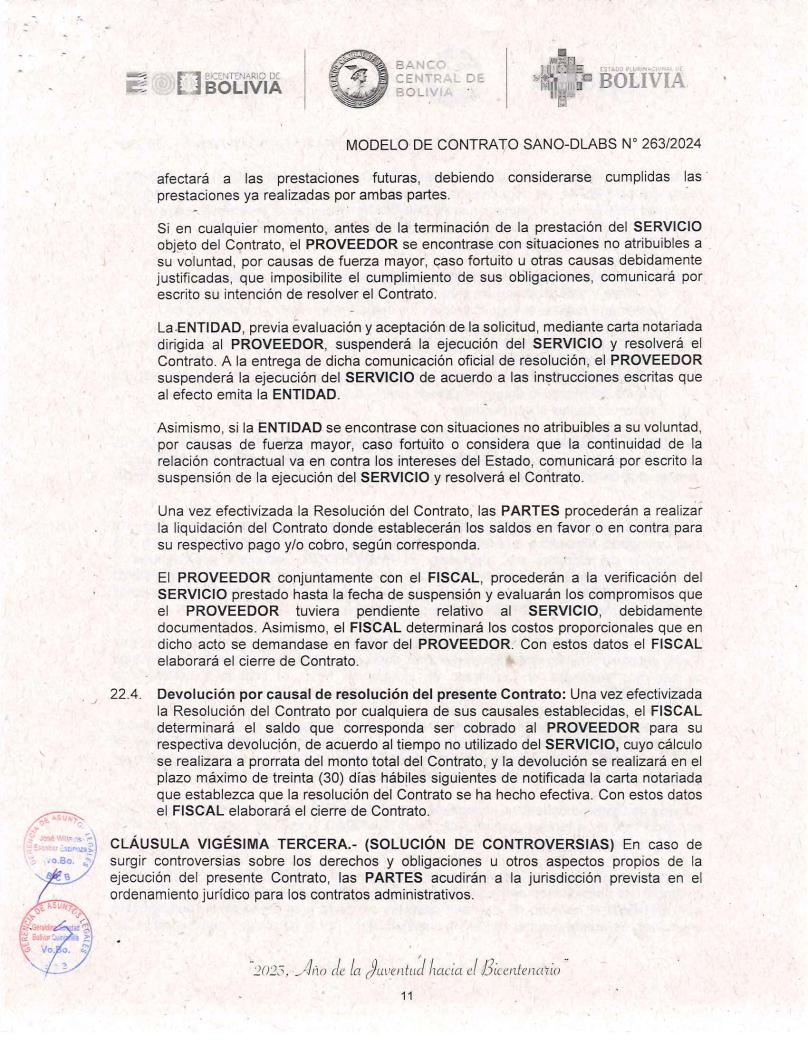 BICENTENARIO DE
BOLIVIA
BANCO
CENTRAL DE
BOLIVIA
ESTADO PLURINACIONAL DE
BOLIVIA
MODELO DE CONTRATO SANO-DLABS N° 263/2024
afectará a las prestaciones futuras, debiendo considerarse cumplidas las
prestaciones ya realizadas por ambas partes.
Si en cualquier momento, antes de la terminación de la prestación del SERVICIO
objeto del Contrato, el PROVEEDOR se encontrase con situaciones no atribuibles a
su voluntad, por causas de fuerza mayor, caso fortuito u otras causas debidamente
justificadas, que imposibilite el cumplimiento de sus obligaciones, comunicará por
escrito su intención de resolver el Contrato.
La ENTIDAD, previa evaluación y aceptación de la solicitud, mediante carta notariada
dirigida al PROVEEDOR, suspenderá la ejecución del SERVICIO y resolverá el
Contrato. A la entrega de dicha comunicación oficial de resolución, el PROVEEDOR
suspenderá la ejecución del SERVICIO de acuerdo a las instrucciones escritas que
al efecto emita la ENTIDAD.
Asimismo, si la ENTIDAD se encontrase con situaciones no atribuibles a su voluntad,
por causas de fuerza mayor, caso fortuito o considera que la continuidad de la
relación contractual va en contra los intereses del Estado, comunicará por escrito la
suspensión de la ejecución del SERVICIO y resolverá el Contrato.
Una vez efectivizada la Resolución del Contrato, las PARTES procederán a realizar
la liquidación del Contrato donde establecerán los saldos en favor o en contra para
su respectivo pago y/o cobro, según corresponda.
El PROVEEDOR conjuntamente con el FISCAL, procederán a la verificación del
SERVICIO prestado hasta la fecha de suspensión y evaluarán los compromisos que
el PROVEEDOR tuviera pendiente relativo al SERVICIO, debidamente
documentados. Asimismo, el FISCAL determinará los costos proporcionales que en
dicho acto se demandase en favor del PROVEEDOR. Con estos datos el FISCAL
elaborará el cierre de Contrato.
22.4. Devolución por causal de resolución del presente Contrato: Una vez efectivizada
la Resolución del Contrato por cualquiera de sus causales establecidas, el FISCAL
determinará el saldo que corresponda ser cobrado al PROVEEDOR para su
respectiva devolución, de acuerdo al tiempo no utilizado del SERVICIO, cuyo cálculo
se realizara a prorrata del monto total del Contrato, y la devolución se realizará en el
plazo máximo de treinta (30) días hábiles siguientes de notificada la carta notariada
que establezca que la resolución del Contrato se ha hecho efectiva. Con estos datos
el FISCAL elaborará el cierre de Contrato.
CLÁUSULA VIGÉSIMA TERCERA.- (SOLUCIÓN DE CONTROVERSIAS) En caso de
surgir controversias sobre los derechos y obligaciones u otros aspectos propios de la
ejecución del presente Contrato, las PARTES acudirán a la jurisdicción prevista en el
ordenamiento jurídico para los contratos administrativos.
GERENCIA DE ASUNTOS LEGALES
José
Vo.Bo.
B C B
GERENCIA DE ASUNTOS LEGALES
Vo.Bo.
"2025, Año de la Juventud hacia el Bicentenario"
11